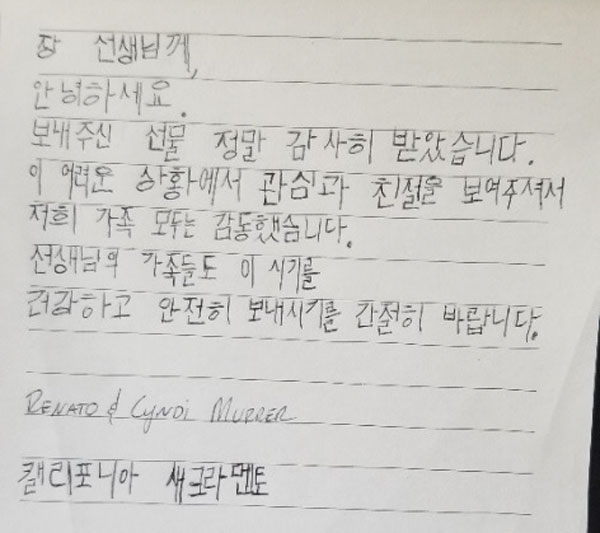 장 선생님께,
안녕하세요.
보내주신 선물 정말 감사히 받았습니다.
이 어려운 상황에서 관심과 친절을 보여주셔서
저희 가족 모두는 감동했습니다.
선생님의 가족들도 이 시기를
건강하고 안전히 보내시기를 간절히 바랍니다.
RENATO & CYNDI MURRER
캘리포니아 새크라멘토